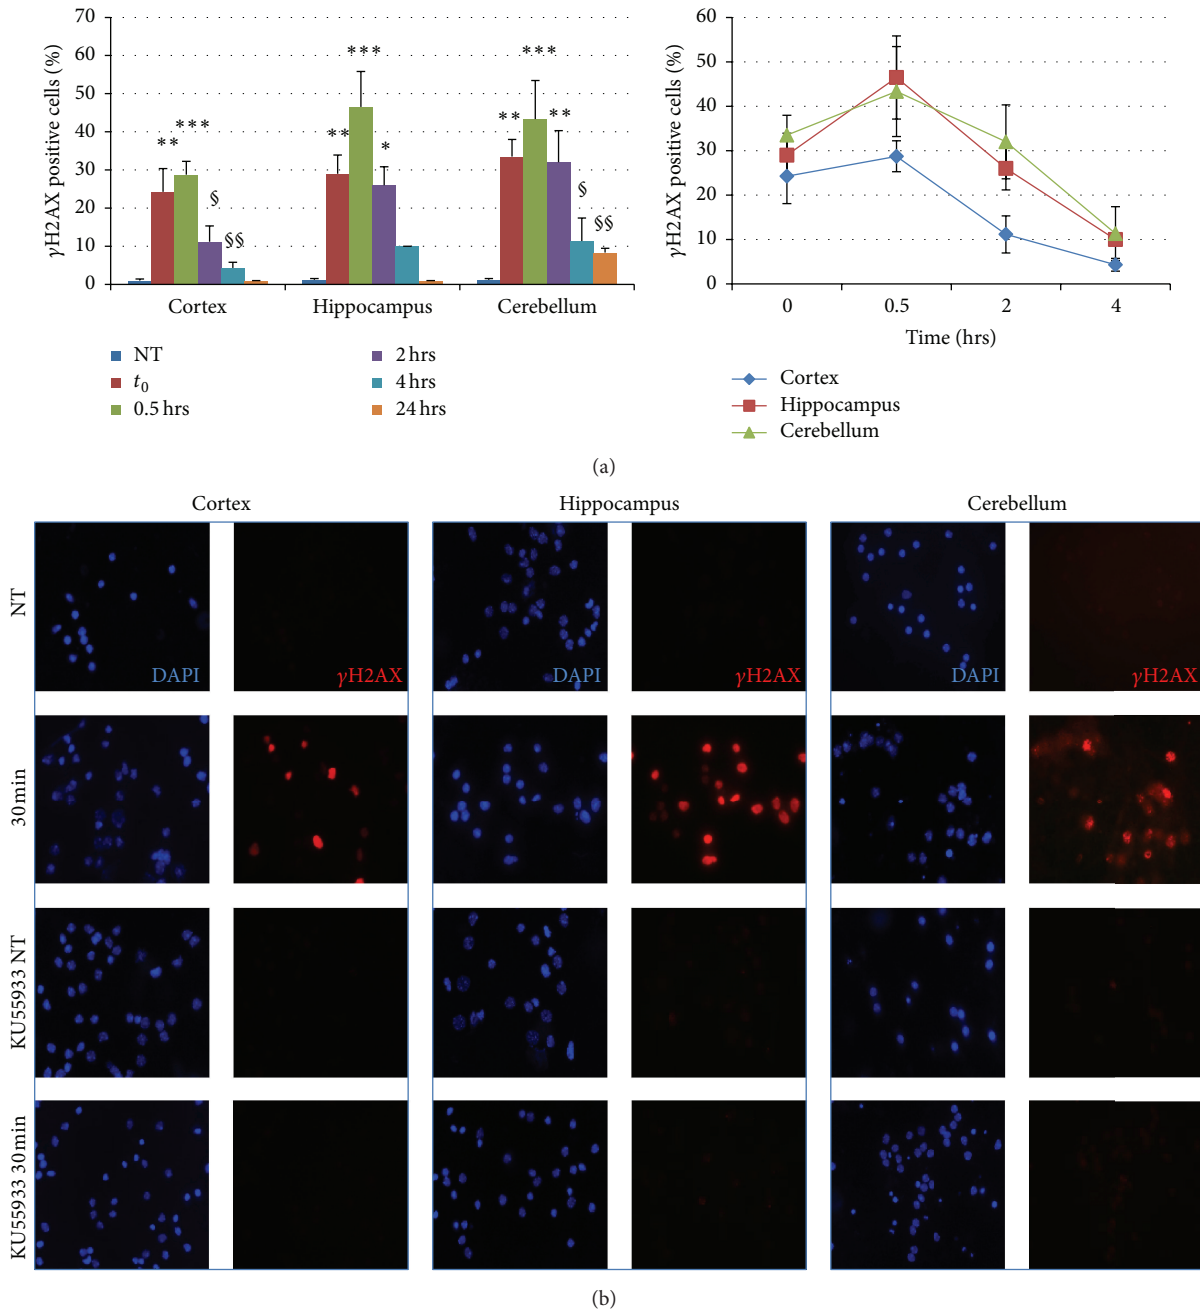 γH2AX positive cells (%)
70
60
50
40
30
20
10
0
** *** § §§
** *** *
** *** ** § §§
Cortex Hippocampus Cerebellum
NT
t0
0.5 hrs
2 hrs
4 hrs
24 hrs
γH2AX positive cells (%)
60
50
40
30
20
10
0
0 0.5 2 4
Time (hrs)
Cortex
Hippocampus
Cerebellum
(a)
Cortex Hippocampus Cerebellum
NT
DAPI γH2AX DAPI γH2AX DAPI γH2AX
30 min
KU55933 NT
KU55933 30 min
(b)